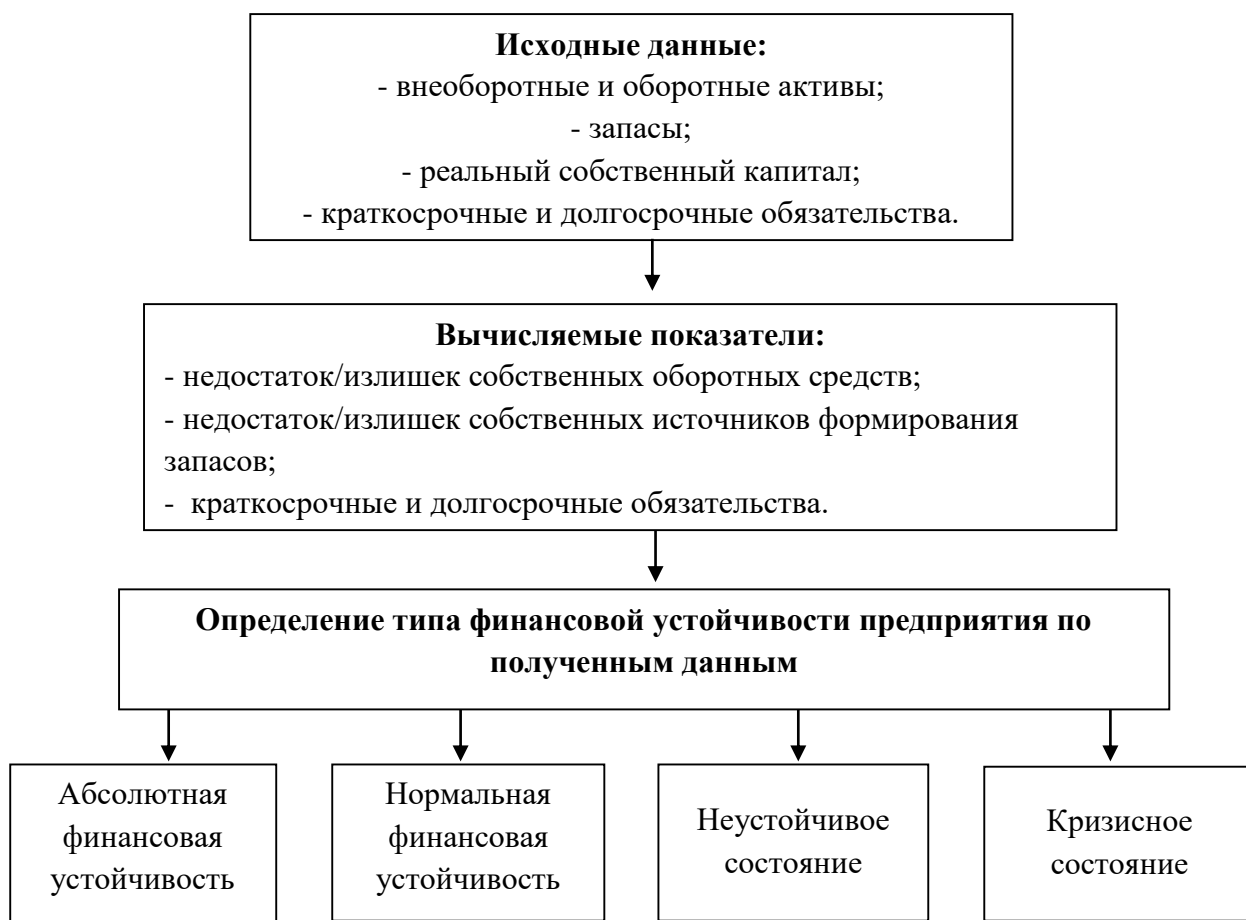 Исходные данные:
- внеоборотные и оборотные активы;
- запасы;
- реальный собственный капитал;
- краткосрочные и долгосрочные обязательства.
Вычисляемые показатели:
- недостаток/излишек собственных оборотных средств;
- недостаток/излишек собственных источников формирования
запасов;
- краткосрочные и долгосрочные обязательства.
Определение типа финансовой устойчивости предприятия по
полученным данным
Абсолютная
финансовая
устойчивость
Нормальная
финансовая
устойчивость
Неустойчивое
состояние
Кризисное
состояние